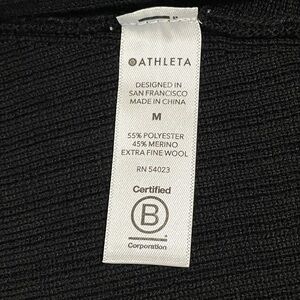 ATHLETA
DESIGNED IN
SAN FRANCISCO
MADE IN CHINA
M
55% POLYESTER
45% MERINO
EXTRA FINE WOOL
RN 54023
Certified
B
Corporation